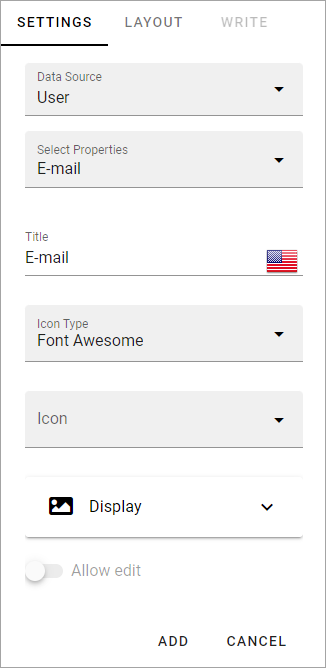 SETTINGS LAYOUT WRITE
Data Source
User
Select Properties
E-mail
Title
E-mail
Icon Type
Font Awesome
Icon
Display
Allow edit
ADD CANCEL